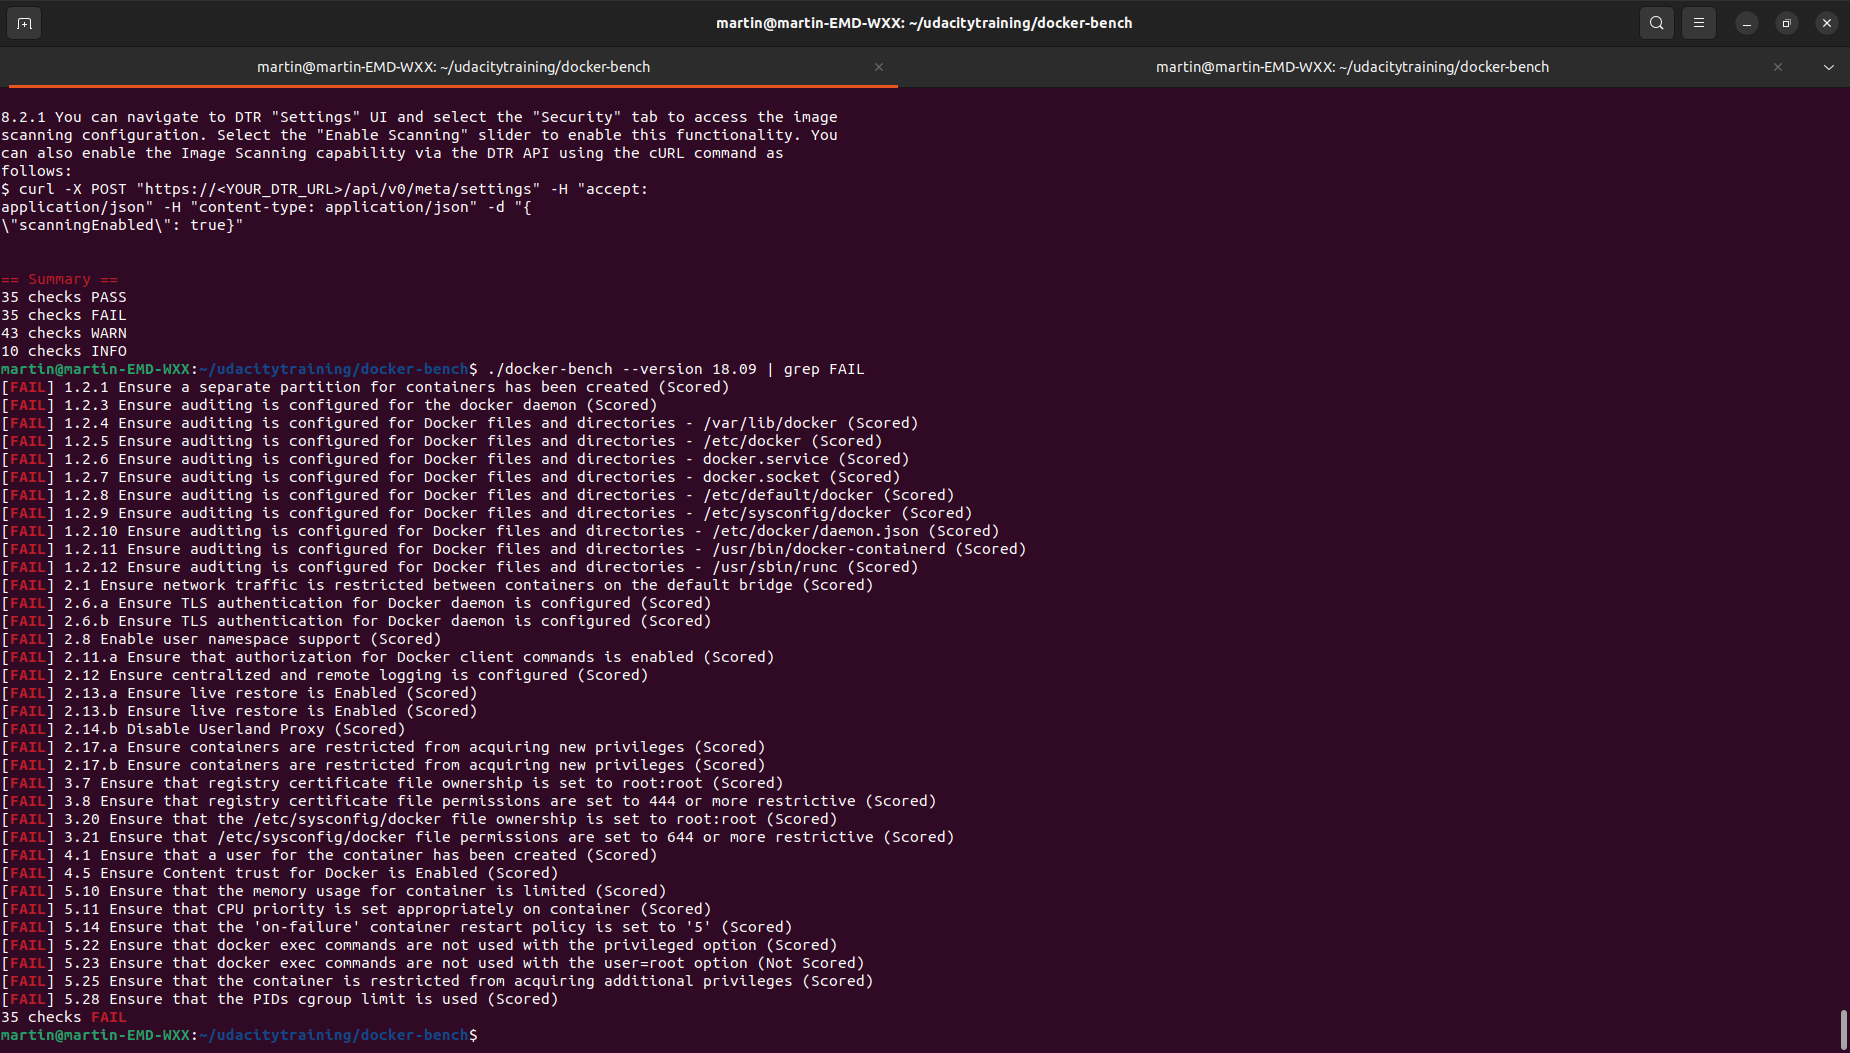 martin@martin-EMD-WXX: ~/udacitytraining/docker-bench
martin@martin-EMD-WXX: ~/udacitytraining/docker-bench
martin@martin-EMD-WXX: ~/udacitytraining/docker-bench
8.2.1 You can navigate to DTR "Settings" UI and select the "Security" tab to access the image
scanning configuration. Select the "Enable Scanning" slider to enable this functionality. You
can also enable the Image Scanning capability via the DTR API using the cURL command as
follows:
$ curl -X POST "https://<YOUR_DTR_URL>/api/v0/meta/settings" -H "accept:
application/json" -H "content-type: application/json" -d "{
\"scanningEnabled\": true}"
== Summary ==
35 checks PASS
35 checks FAIL
43 checks WARN
10 checks INFO
martin@martin-EMD-WXX:~/udacitytraining/docker-bench$ ./docker-bench --version 18.09 | grep FAIL
[FAIL] 1.2.1 Ensure a separate partition for containers has been created (Scored)
[FAIL] 1.2.3 Ensure auditing is configured for the docker daemon (Scored)
[FAIL] 1.2.4 Ensure auditing is configured for Docker files and directories - /var/lib/docker (Scored)
[FAIL] 1.2.5 Ensure auditing is configured for Docker files and directories - /etc/docker (Scored)
[FAIL] 1.2.6 Ensure auditing is configured for Docker files and directories - docker.service (Scored)
[FAIL] 1.2.7 Ensure auditing is configured for Docker files and directories - docker.socket (Scored)
[FAIL] 1.2.8 Ensure auditing is configured for Docker files and directories - /etc/default/docker (Scored)
[FAIL] 1.2.9 Ensure auditing is configured for Docker files and directories - /etc/sysconfig/docker (Scored)
[FAIL] 1.2.10 Ensure auditing is configured for Docker files and directories - /etc/docker/daemon.json (Scored)
[FAIL] 1.2.11 Ensure auditing is configured for Docker files and directories - /usr/bin/docker-containerd (Scored)
[FAIL] 1.2.12 Ensure auditing is configured for Docker files and directories - /usr/sbin/runc (Scored)
[FAIL] 2.1 Ensure network traffic is restricted between containers on the default bridge (Scored)
[FAIL] 2.6.a Ensure TLS authentication for Docker daemon is configured (Scored)
[FAIL] 2.6.b Ensure TLS authentication for Docker daemon is configured (Scored)
[FAIL] 2.8 Enable user namespace support (Scored)
[FAIL] 2.11.a Ensure that authorization for Docker client commands is enabled (Scored)
[FAIL] 2.12 Ensure centralized and remote logging is configured (Scored)
[FAIL] 2.13.a Ensure live restore is Enabled (Scored)
[FAIL] 2.13.b Ensure live restore is Enabled (Scored)
[FAIL] 2.14.b Disable Userland Proxy (Scored)
[FAIL] 2.17.a Ensure containers are restricted from acquiring new privileges (Scored)
[FAIL] 2.17.b Ensure containers are restricted from acquiring new privileges (Scored)
[FAIL] 3.7 Ensure that registry certificate file ownership is set to root:root (Scored)
[FAIL] 3.8 Ensure that registry certificate file permissions are set to 444 or more restrictive (Scored)
[FAIL] 3.20 Ensure that the /etc/sysconfig/docker file ownership is set to root:root (Scored)
[FAIL] 3.21 Ensure that /etc/sysconfig/docker file permissions are set to 644 or more restrictive (Scored)
[FAIL] 4.1 Ensure that a user for the container has been created (Scored)
[FAIL] 4.5 Ensure Content trust for Docker is Enabled (Scored)
[FAIL] 5.10 Ensure that the memory usage for container is limited (Scored)
[FAIL] 5.11 Ensure that CPU priority is set appropriately on container (Scored)
[FAIL] 5.14 Ensure that the 'on-failure' container restart policy is set to '5' (Scored)
[FAIL] 5.22 Ensure that docker exec commands are not used with the privileged option (Scored)
[FAIL] 5.23 Ensure that docker exec commands are not used with the user=root option (Not Scored)
[FAIL] 5.25 Ensure that the container is restricted from acquiring additional privileges (Scored)
[FAIL] 5.28 Ensure that the PIDs cgroup limit is used (Scored)
35 checks FAIL
martin@martin-EMD-WXX:~/udacitytraining/docker-bench$